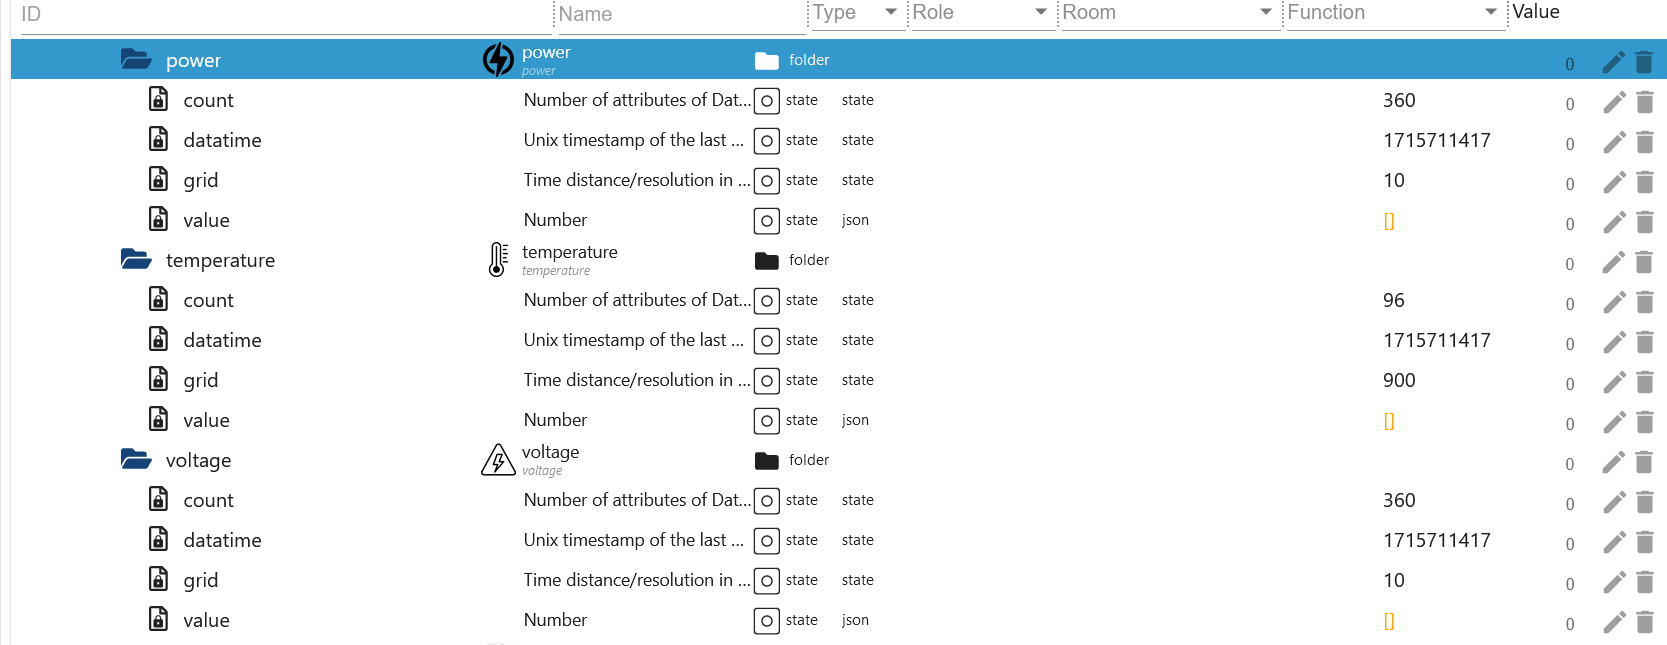 ID Name Type Role Room Function Value
power power folder 0
power
count Number of attributes of Dat... state state 360 0
datatime Unix timestamp of the last ... state state 1715711417 0
grid Time distance/resolution in ... state state 10 0
value Number state json [] 0
temperature temperature folder 0
temperature
count Number of attributes of Dat... state state 96 0
datatime Unix timestamp of the last ... state state 1715711417 0
grid Time distance/resolution in ... state state 900 0
value Number state json [] 0
voltage voltage folder 0
voltage
count Number of attributes of Dat... state state 360 0
datatime Unix timestamp of the last ... state state 1715711417 0
grid Time distance/resolution in ... state state 10 0
value Number state json [] 0